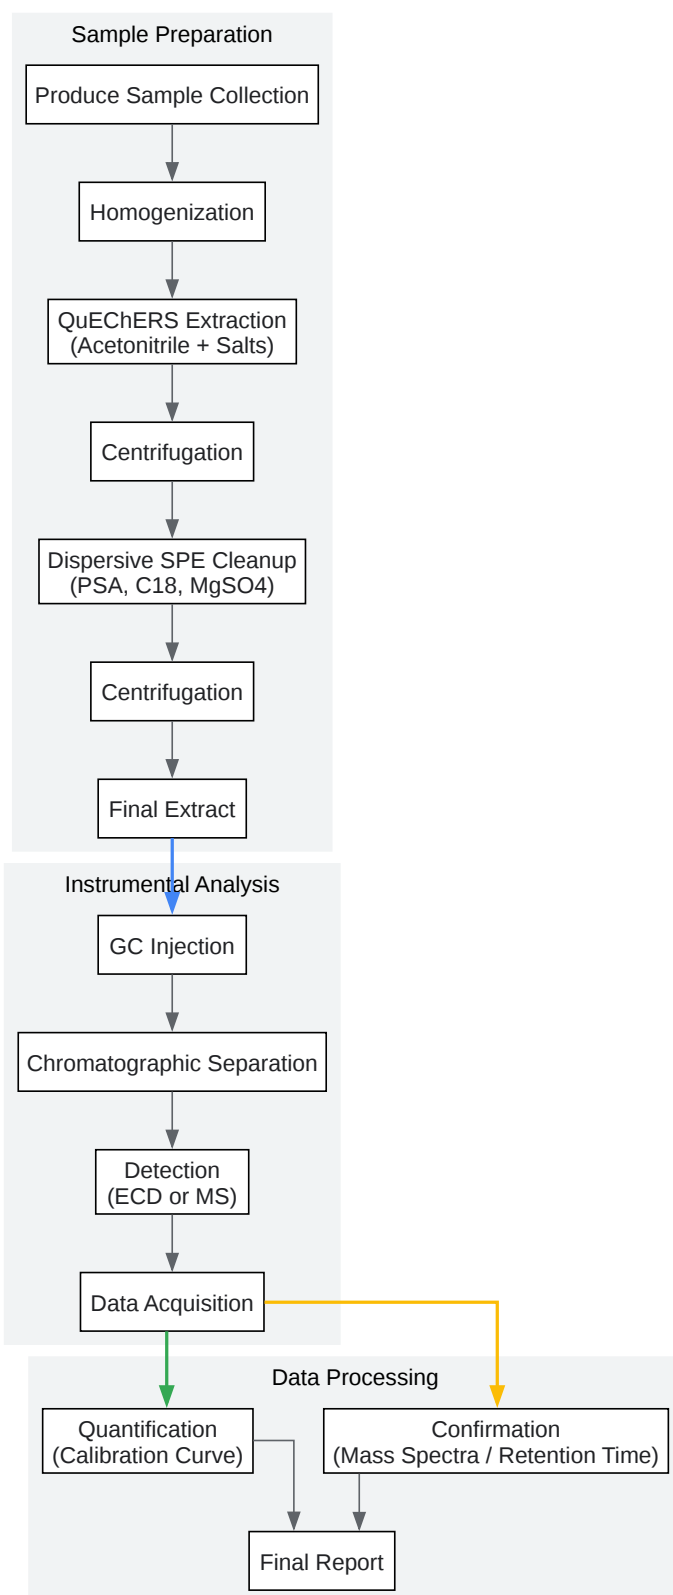 Sample Preparation
Produce Sample Collection
Homogenization
QuEChERS Extraction
(Acetonitrile + Salts)
Centrifugation
Dispersive SPE Cleanup
(PSA, C18, MgSO4)
Centrifugation
Final Extract
Instrumental Analysis
GC Injection
Chromatographic Separation
Detection
(ECD or MS)
Data Acquisition
Data Processing
Quantification
(Calibration Curve)
Confirmation
(Mass Spectra / Retention Time)
Final Report